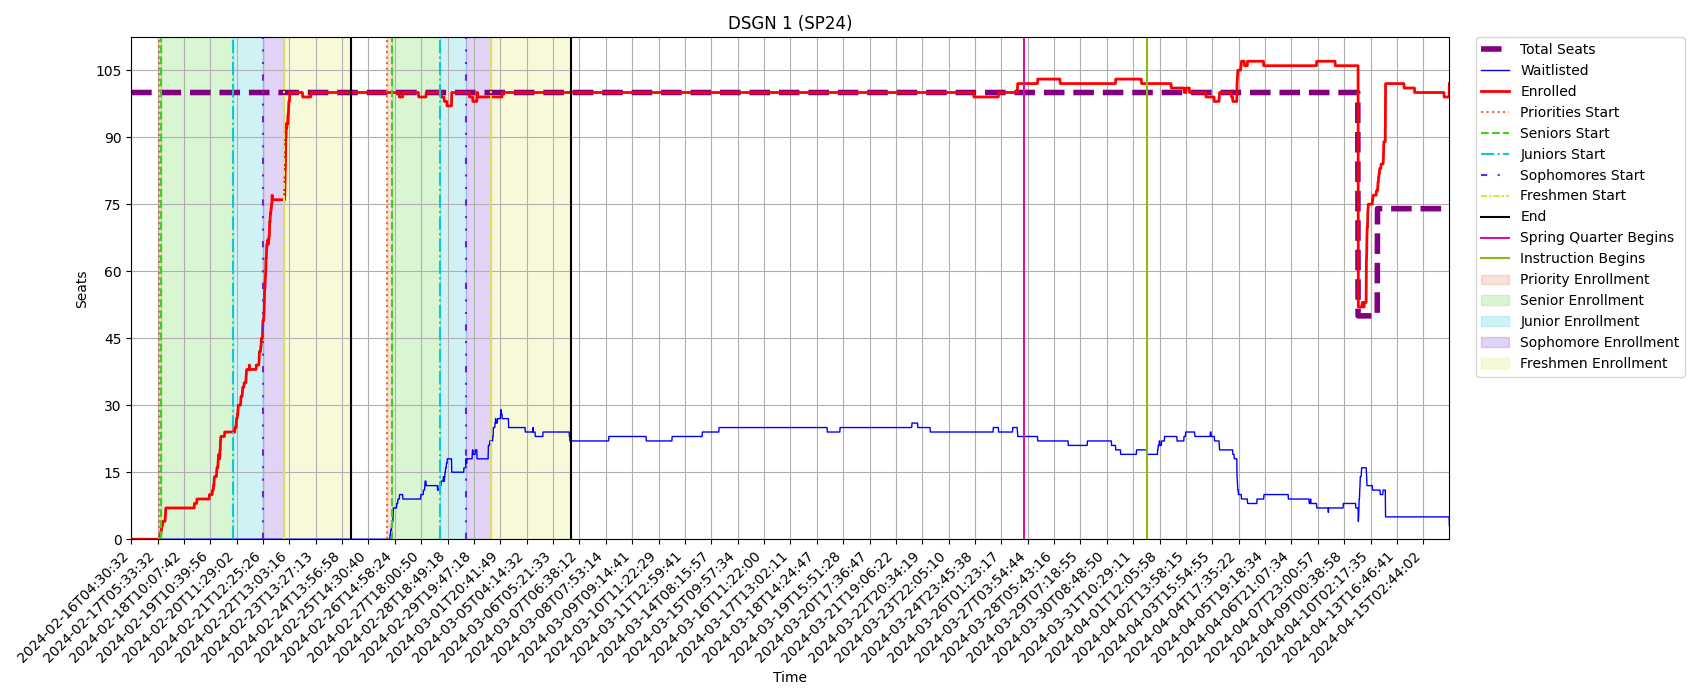 DSGN 1 (SP24)
Seats
105
90
75
60
45
30
15
0
2024-02-16T04:30:32
2024-02-17T05:33:32
2024-02-18T10:07:42
2024-02-19T10:39:56
2024-02-20T11:29:02
2024-02-21T12:25:26
2024-02-22T13:03:16
2024-02-23T13:27:13
2024-02-24T13:56:58
2024-02-25T14:30:40
2024-02-26T14:58:24
2024-02-27T18:00:50
2024-02-28T18:49:18
2024-02-29T19:47:18
2024-03-04T20:41:49
2024-03-05T04:14:32
2024-03-06T05:21:33
2024-03-07T06:38:12
2024-03-08T07:53:14
2024-03-09T09:14:41
2024-03-10T11:22:29
2024-03-11T12:59:41
2024-03-14T08:15:57
2024-03-15T09:57:34
2024-03-16T11:22:00
2024-03-17T13:02:11
2024-03-18T14:24:47
2024-03-19T15:51:28
2024-03-20T17:36:47
2024-03-21T19:06:22
2024-03-22T20:34:19
2024-03-23T22:05:10
2024-03-24T23:45:38
2024-03-26T01:23:17
2024-03-27T03:54:44
2024-03-28T05:43:16
2024-03-29T07:18:55
2024-03-30T08:48:50
2024-03-31T10:29:11
2024-04-01T12:05:58
2024-04-02T13:58:15
2024-04-03T15:54:55
2024-04-04T17:35:22
2024-04-05T19:18:34
2024-04-06T21:07:34
2024-04-07T23:00:57
2024-04-09T00:38:58
2024-04-10T02:17:35
2024-04-13T16:46:41
2024-04-15T02:44:02
Time
Total Seats
Waitlisted
Enrolled
Priorities Start
Seniors Start
Juniors Start
Sophomores Start
Freshmen Start
End
Spring Quarter Begins
Instruction Begins
Priority Enrollment
Senior Enrollment
Junior Enrollment
Sophomore Enrollment
Freshmen Enrollment